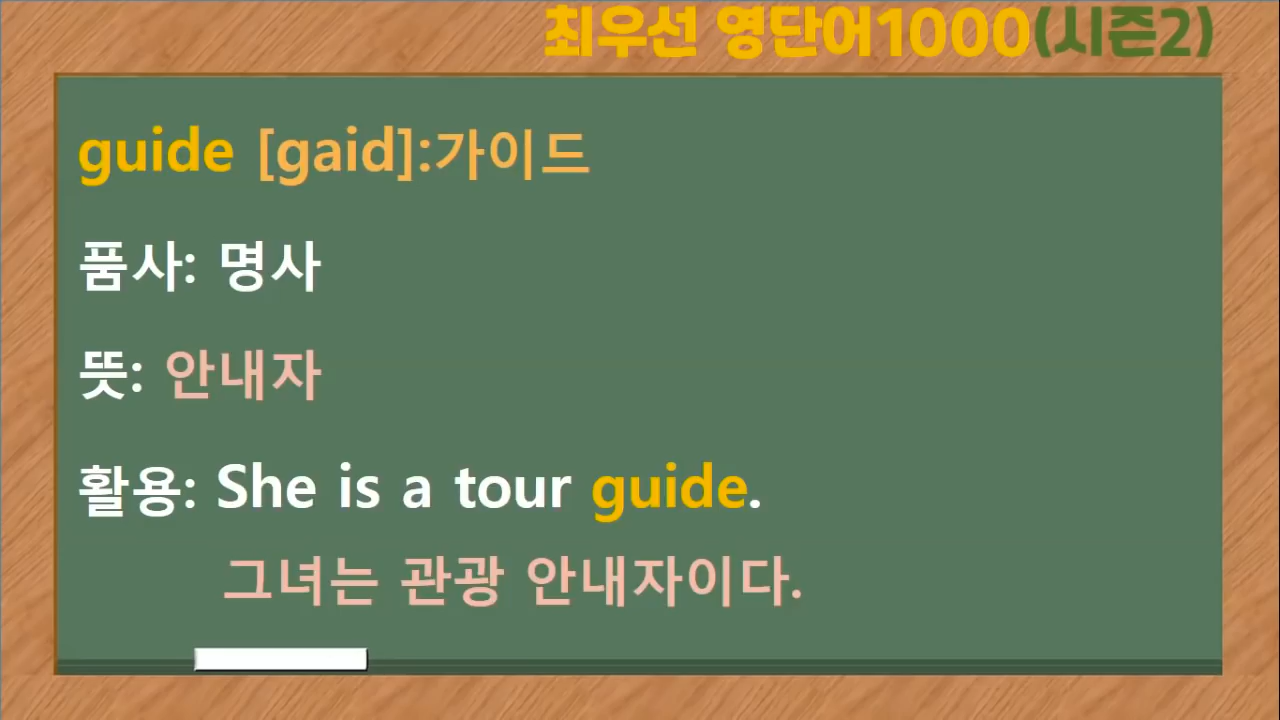 최우선 영단어1000(시즌2)
guide [gaid]:가이드
품사: 명사
뜻: 안내자
활용: She is a tour guide.
그녀는 관광 안내자이다.